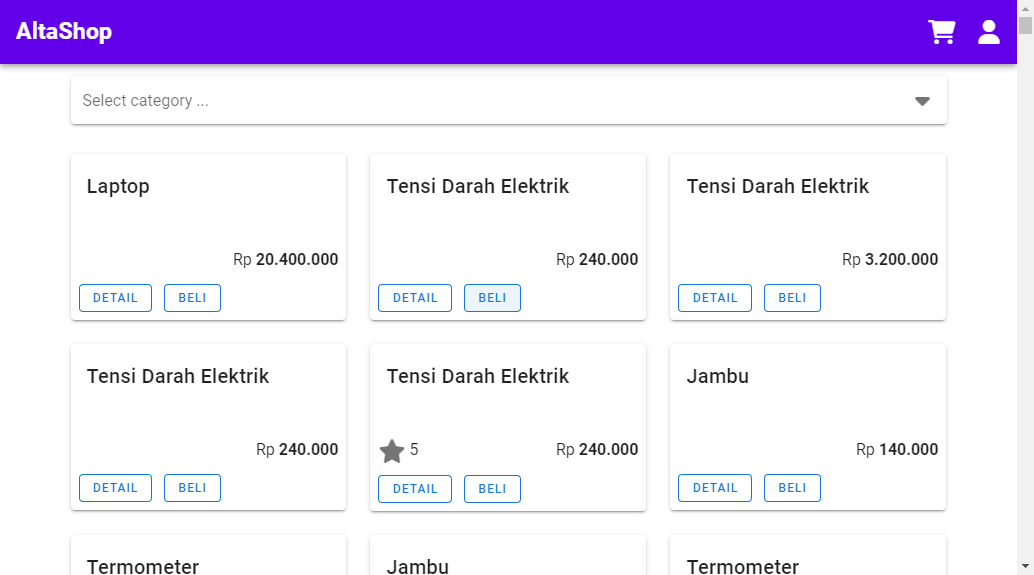 AltaShop
Select category ...
Laptop
Rp 20.400.000
DETAIL BELI
Tensi Darah Elektrik
Rp 240.000
DETAIL BELI
Tensi Darah Elektrik
Rp 3.200.000
DETAIL BELI
Tensi Darah Elektrik
Rp 240.000
DETAIL BELI
Tensi Darah Elektrik
5 Rp 240.000
DETAIL BELI
Jambu
Rp 140.000
DETAIL BELI
Termometer
Jambu
Termometer